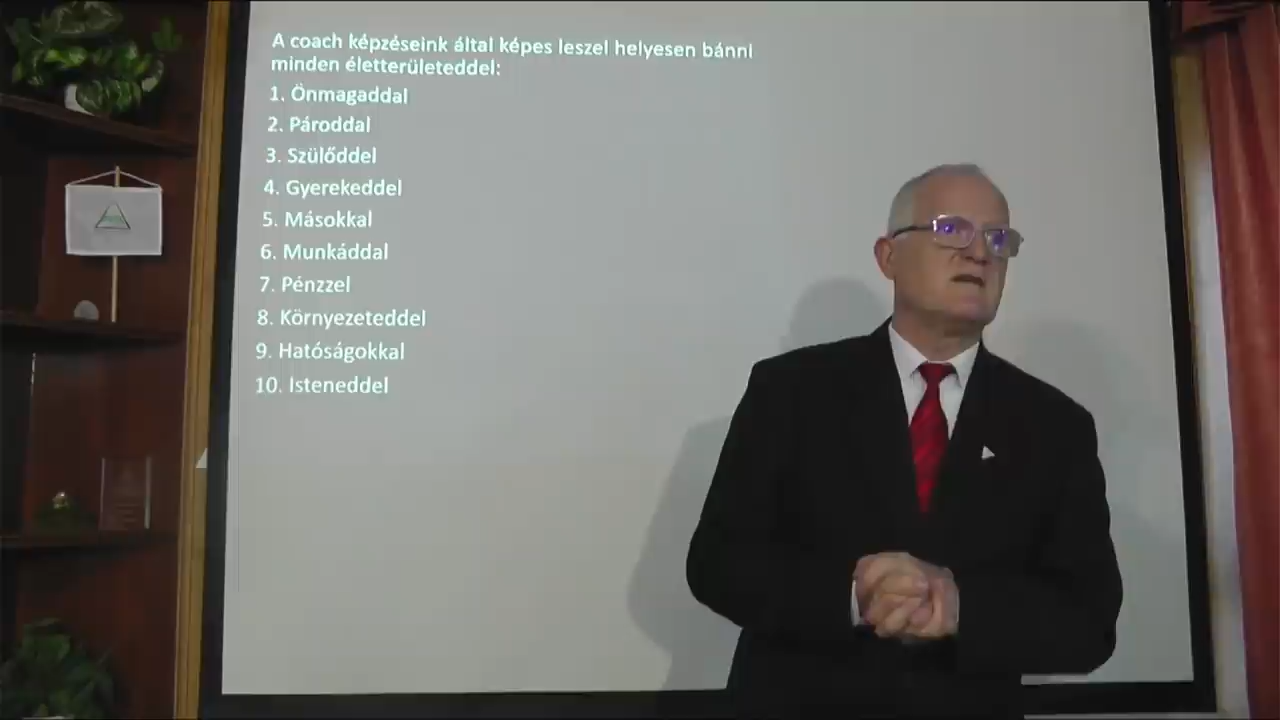 A coach képzéseink által képes leszel helyesen bánni
minden életterületeddel:
1. Önmagaddal
2. Pároddal
3. Szülőddel
4. Gyerekeddel
5. Másokkal
6. Munkáddal
7. Pénzzel
8. Környezeteddel
9. Hatóságokkal
10. Isteneddel